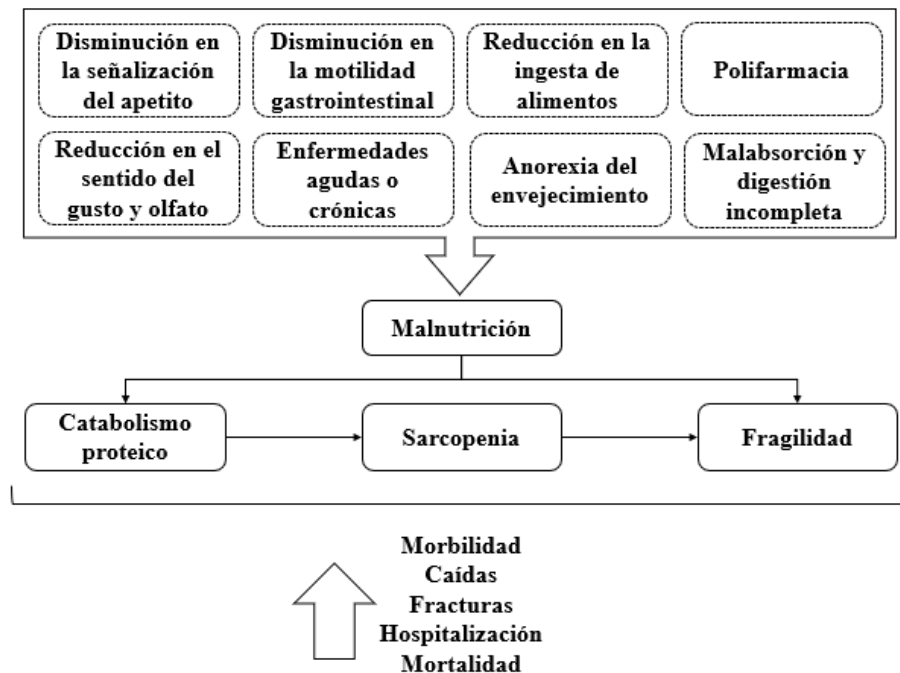 Disminución en
la señalización
del apetito
Disminución en
la motilidad
gastrointestinal
Reducción en la
ingesta de
alimentos
Polifarmacia
Reducción en el
sentido del
gusto y olfato
Enfermedades
agudas o
crónicas
Anorexia del
envejecimiento
Malabsorción y
digestión
incompleta
Malnutrición
Catabolismo
proteico
Sarcopenia
Fragilidad
Morbilidad
Caídas
Fracturas
Hospitalización
Mortalidad